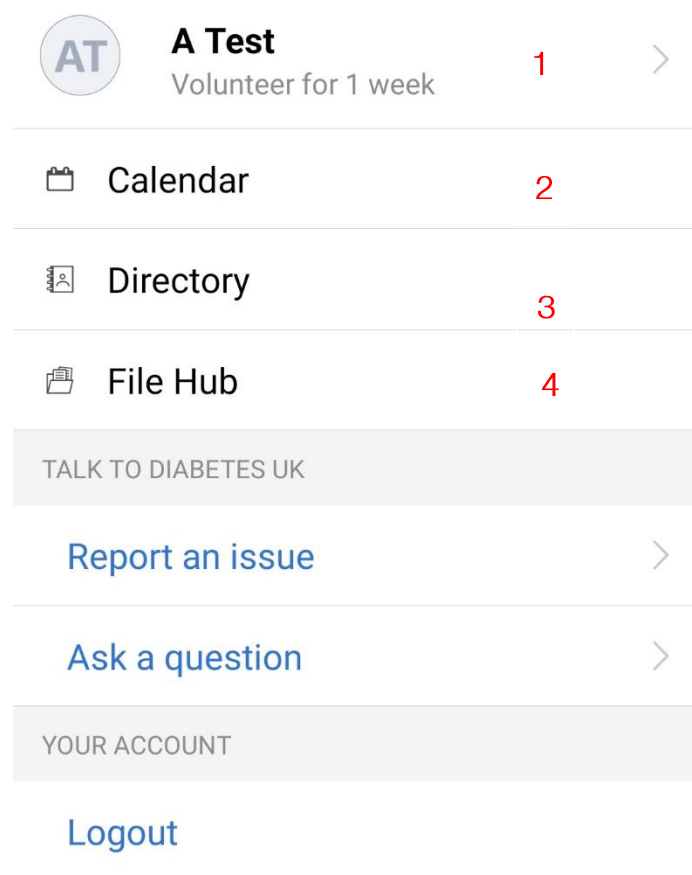 AT
A Test
Volunteer for 1 week
1
Calendar
2
Directory
3
File Hub
4
TALK TO DIABETES UK
Report an issue
Ask a question
YOUR ACCOUNT
Logout